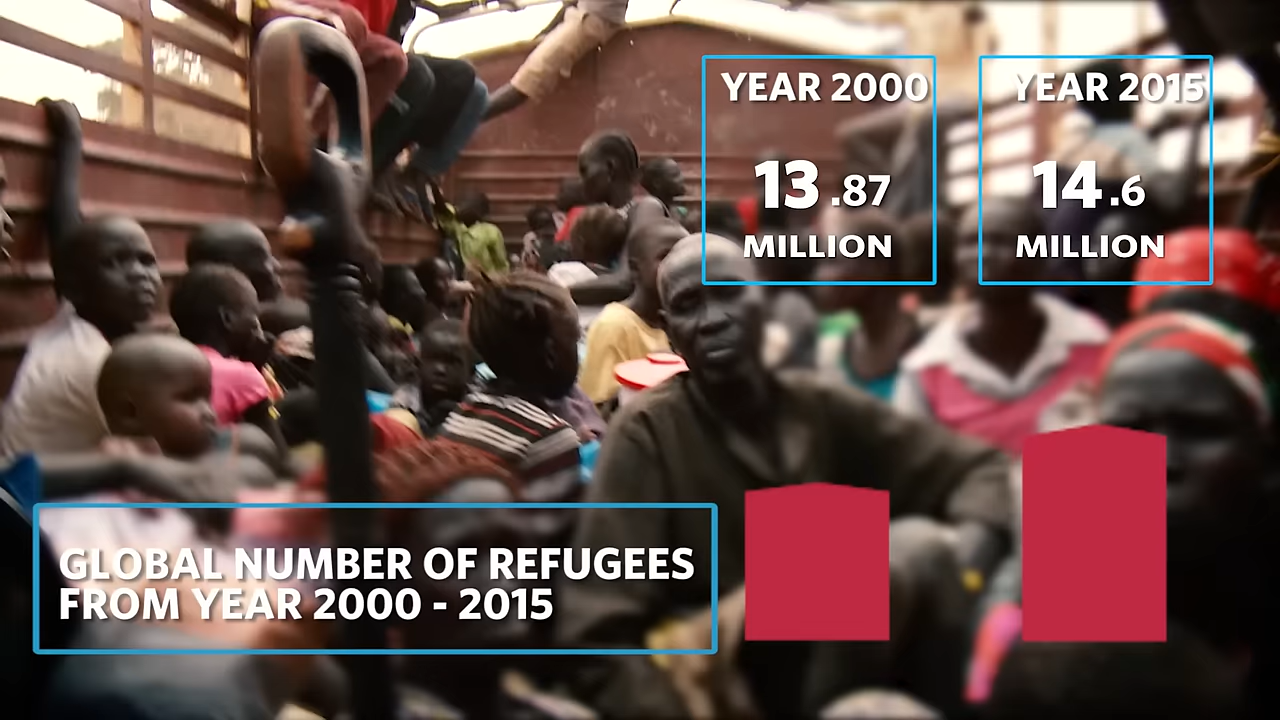 YEAR 2000
13.87
MILLION
YEAR 2015
14.6
MILLION
GLOBAL NUMBER OF REFUGEES
FROM YEAR 2000 - 2015